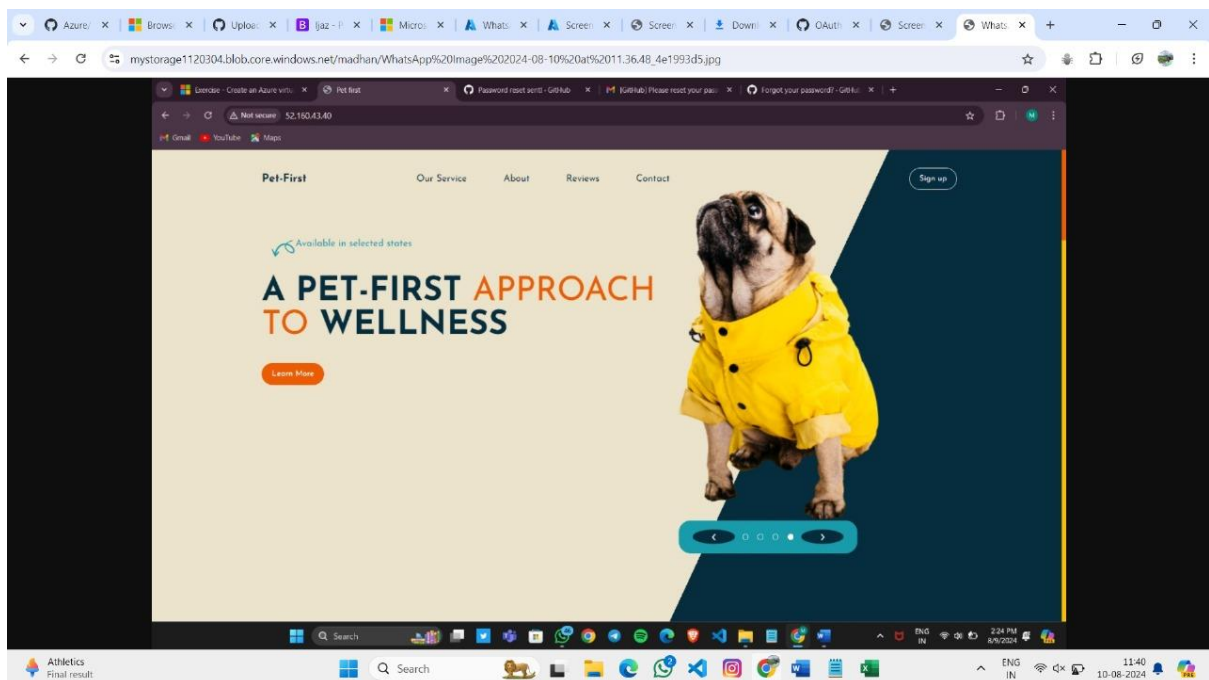 Azure/
Browse
Upload
Ijaz - P
Micros
Whats
Screen
Screen
Downl
OAuth
Screen
Whats
mystorage1120304.blob.core.windows.net/madhan/WhatsApp%20Image%202024-08-10%20at%2011.36.48_4e1993d5.jpg
Exercise - Create an Azure virtu
Pet first
Password reset sent! - GitHub
[GitHub] Please reset your pass
Forgot your password? - GitHub
Not secure 52.160.43.40
Gmail YouTube Maps
Pet-First Our Service About Reviews Contact Sign up
Available in selected states
A PET-FIRST APPROACH
TO WELLNESS
Learn More
Search
ENG
IN
2:24 PM
8/9/2024
Athletics
Final result
Search
ENG
IN
11:40
10-08-2024